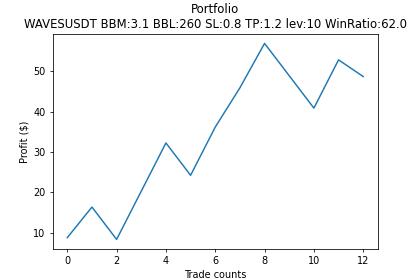 Portfolio
WAVESUSDT BBM:3.1 BBL:260 SL:0.8 TP:1.2 lev:10 WinRatio:62.0
50
40
30
20
10
Profit ($)
0 2 4 6 8 10 12
Trade counts